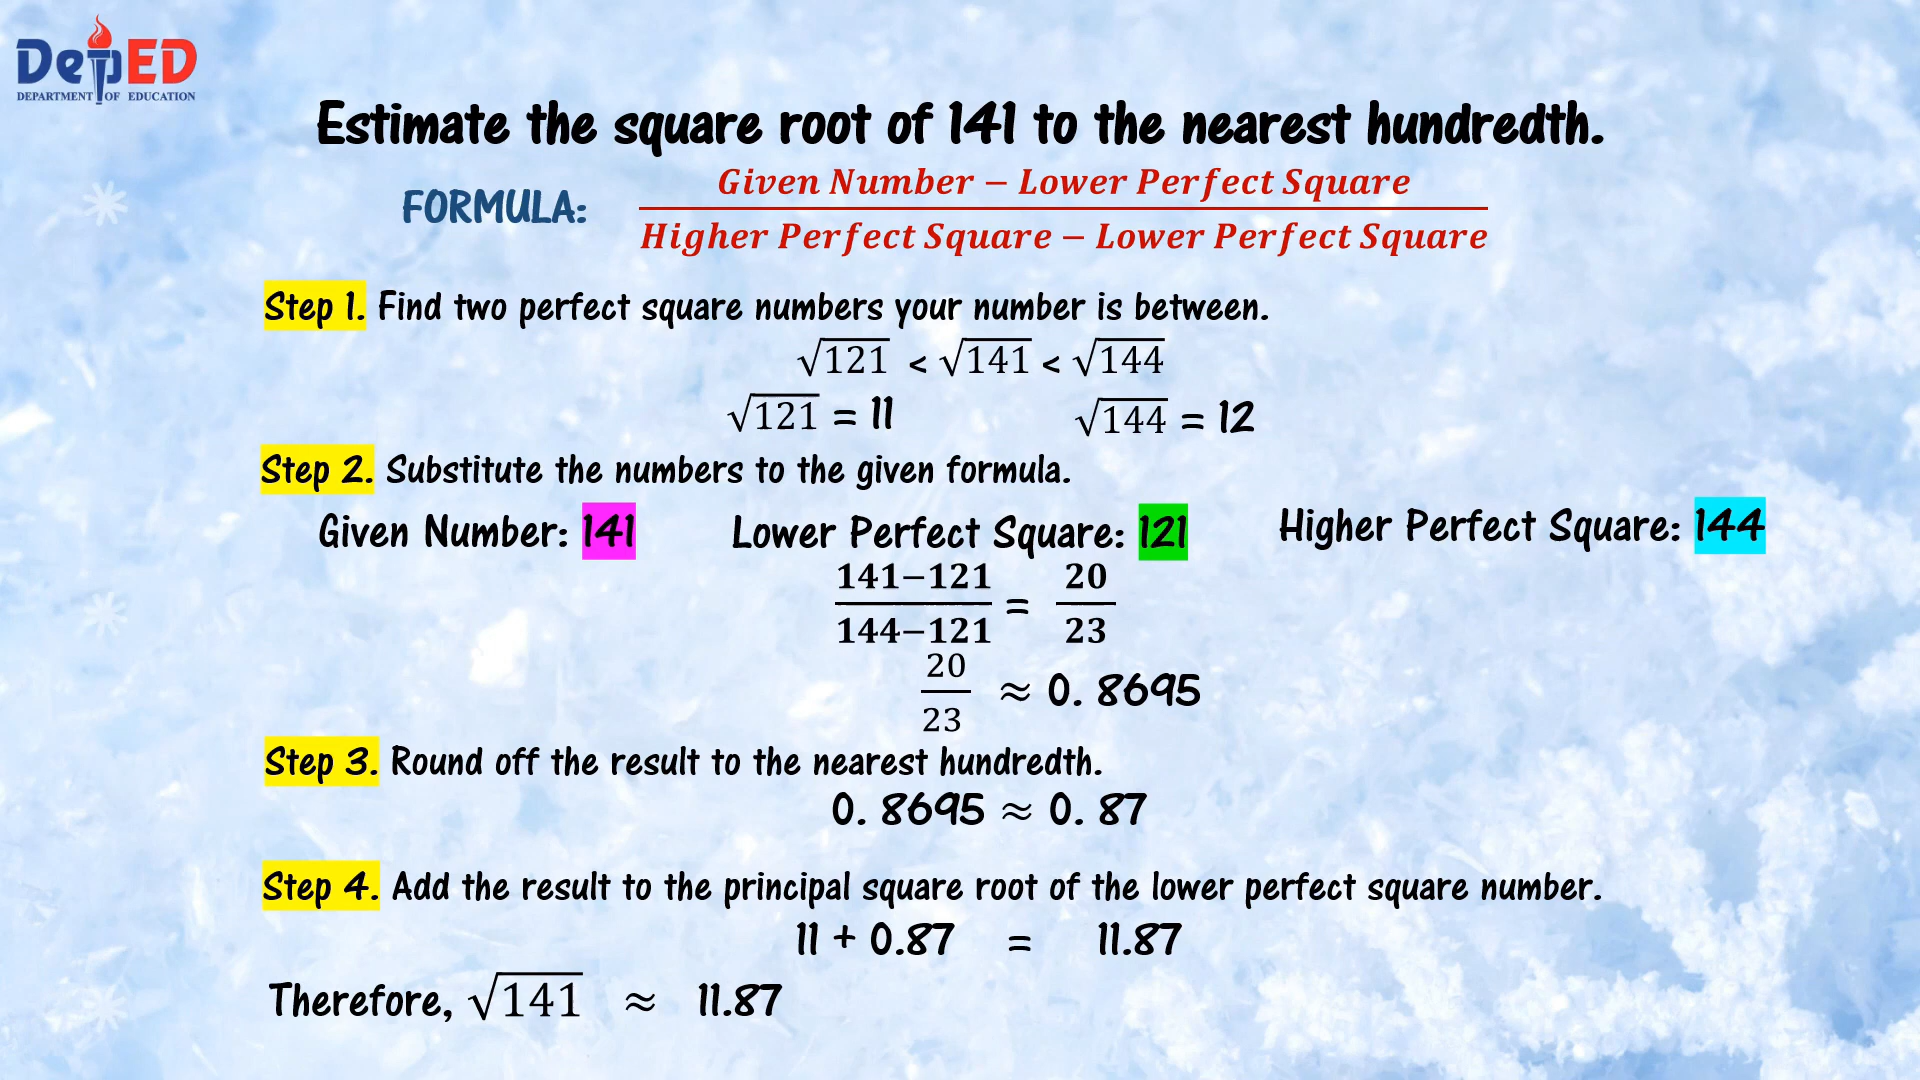 DepED
DEPARTMENT OF EDUCATION
Estimate the square root of 141 to the nearest hundredth.
FORMULA:
Given Number − Lower Perfect Square
Higher Perfect Square − Lower Perfect Square
Step 1. Find two perfect square numbers your number is between.
√121 < √141 < √144
√121 = 11 √144 = 12
Step 2. Substitute the numbers to the given formula.
Given Number: 141 Lower Perfect Square: 121 Higher Perfect Square: 144
141−121 / 144−121 = 20 / 23
20 / 23 ≈ 0. 8695
Step 3. Round off the result to the nearest hundredth.
0. 8695 ≈ 0. 87
Step 4. Add the result to the principal square root of the lower perfect square number.
11 + 0.87 = 11.87
Therefore, √141 ≈ 11.87